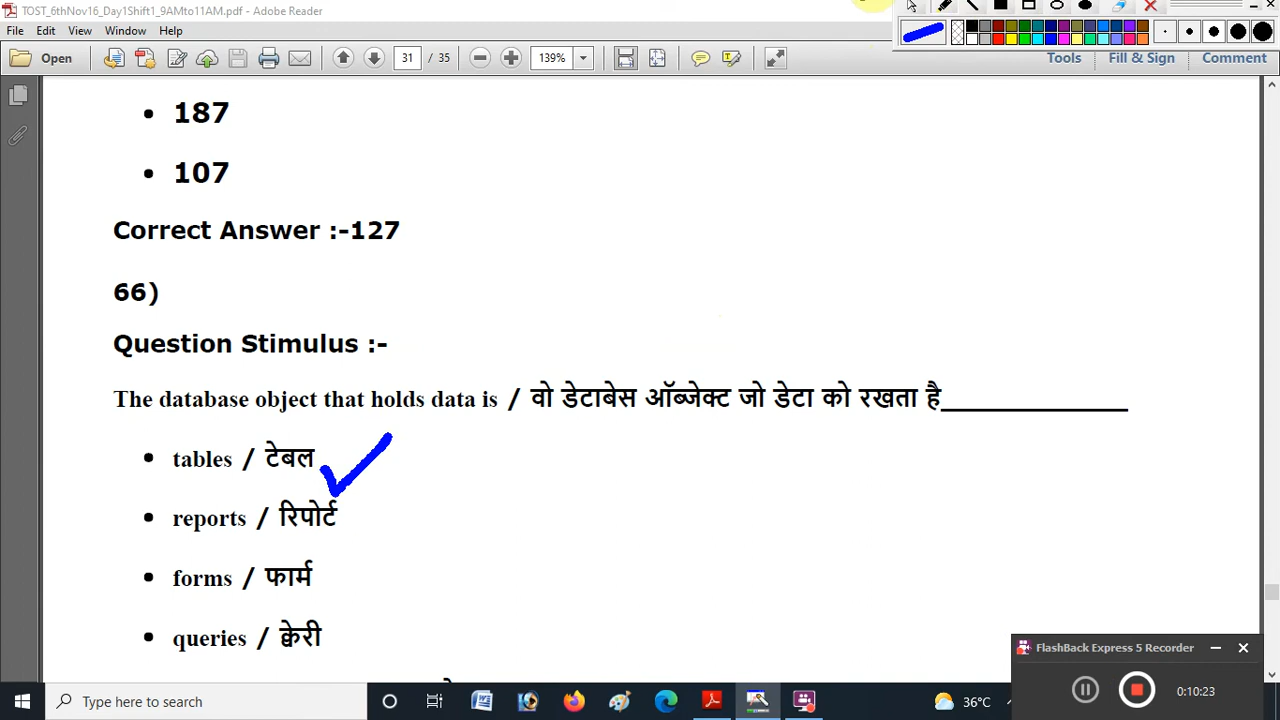 TOST_6thNov16_Day1Shift1_9AMto11AM.pdf - Adobe Reader
File Edit View Window Help
Open 31 / 35 139% Tools Fill & Sign Comment
• 187
• 107
Correct Answer :-127
66)
Question Stimulus :-
The database object that holds data is / वो डेटाबेस ऑब्जेक्ट जो डेटा को रखता है______________
• tables / टेबल
• reports / रिपोर्ट
• forms / फार्म
• queries / क्वेरी
FlashBack Express 5 Recorder
0:10:23
Type here to search
36°C